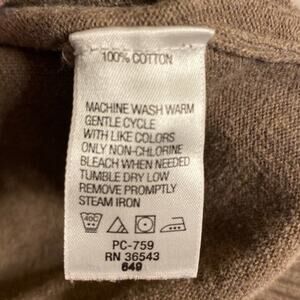 100% COTTON
MACHINE WASH WARM
GENTLE CYCLE
WITH LIKE COLORS
ONLY NON-CHLORINE
BLEACH WHEN NEEDED
TUMBLE DRY LOW
REMOVE PROMPTLY
STEAM IRON
40C
PC-759
RN 36543
649